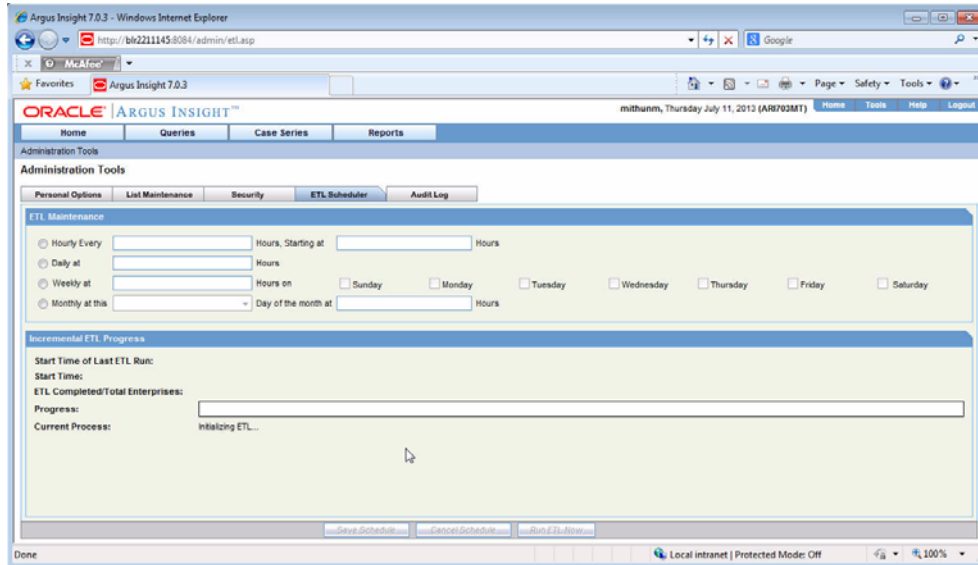 Argus Insight 7.0.3 - Windows Internet Explorer
http://blr2211145:8084/admin/etl.asp
Google
X McAfee
Favorites Argus Insight 7.0.3 Page Safety Tools
ORACLE ARGUS INSIGHT™ mithunm, Thursday July 11, 2013 (ARI703MT) Home Tools Help Logout
Home Queries Case Series Reports
Administration Tools
Administration Tools
Personal Options List Maintenance Security ETL Scheduler Audit Log
ETL Maintenance
Hourly Every Hours, Starting at Hours
Daily at Hours
Weekly at Hours on Sunday Monday Tuesday Wednesday Thursday Friday Saturday
Monthly at this Day of the month at Hours
Incremental ETL Progress
Start Time of Last ETL Run:
Start Time:
ETL Completed/Total Enterprises:
Progress:
Current Process: Initializing ETL...
Save Schedule Cancel Schedule Run ETL Now
Done Local intranet | Protected Mode: Off 100%